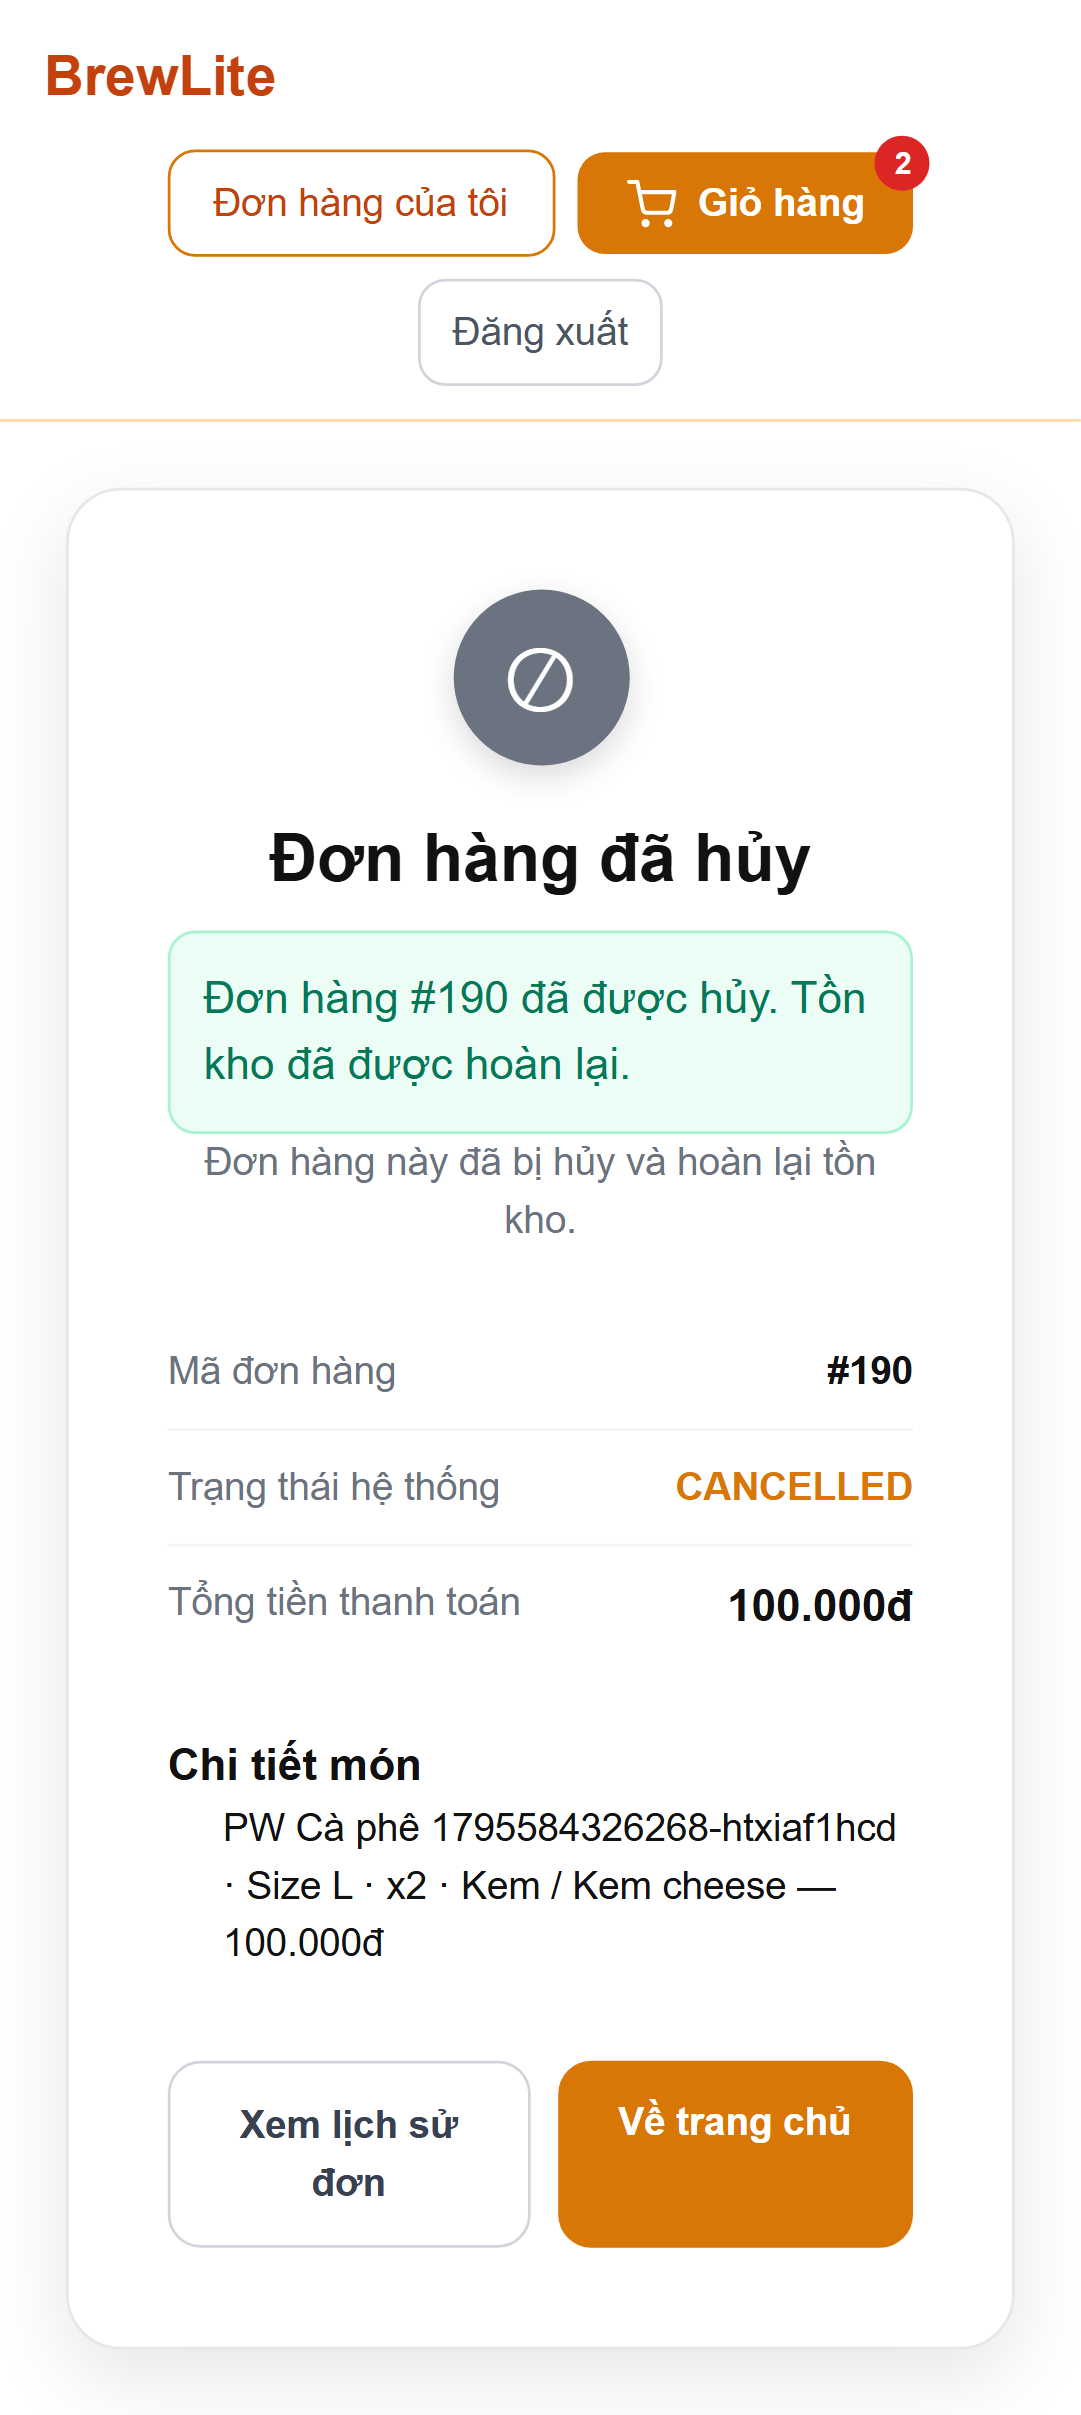 BrewLite
Đơn hàng của tôi
Giỏ hàng
2
Đăng xuất
Đơn hàng đã hủy
Đơn hàng #190 đã được hủy. Tồn
kho đã được hoàn lại.
Đơn hàng này đã bị hủy và hoàn lại tồn
kho.
Mã đơn hàng
#190
Trạng thái hệ thống
CANCELLED
Tổng tiền thanh toán
100.000đ
Chi tiết món
PW Cà phê 1795584326268-htxiaf1hcd
· Size L · x2 · Kem / Kem cheese —
100.000đ
Xem lịch sử
đơn
Về trang chủ